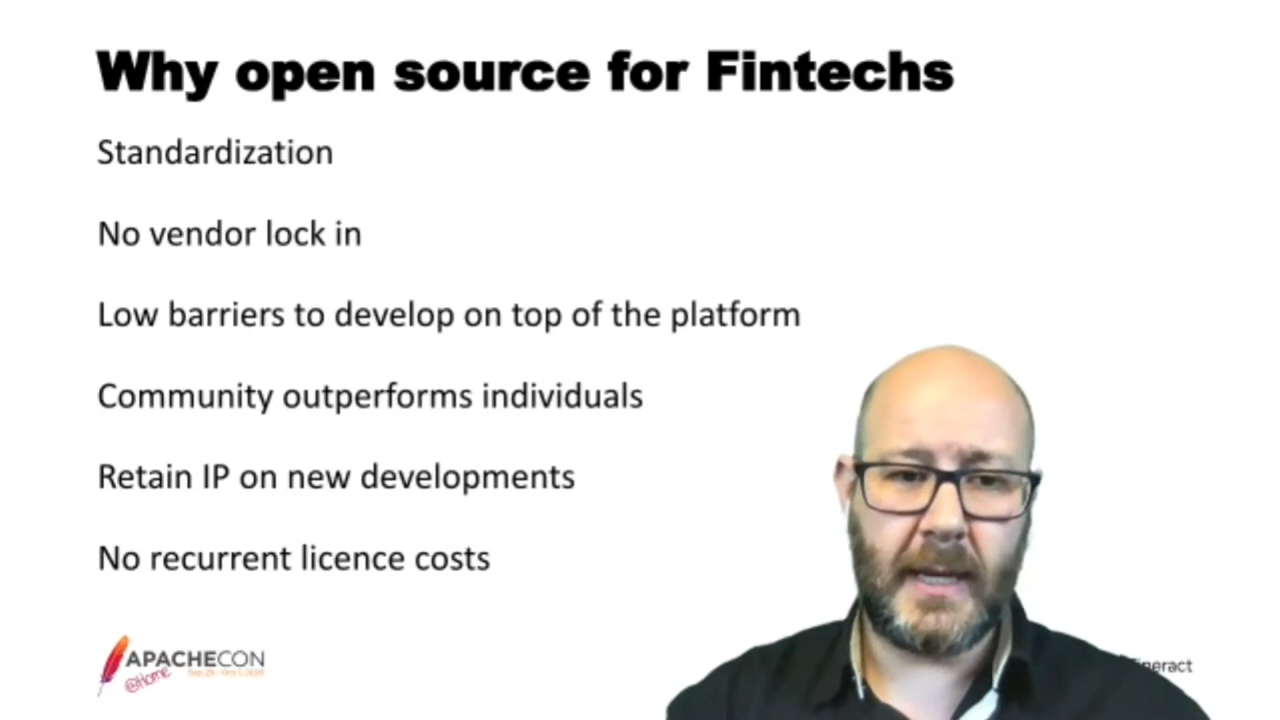 Why open source for Fintechs
Standardization
No vendor lock in
Low barriers to develop on top of the platform
Community outperforms individuals
Retain IP on new developments
No recurrent licence costs
APACHECON
@Home